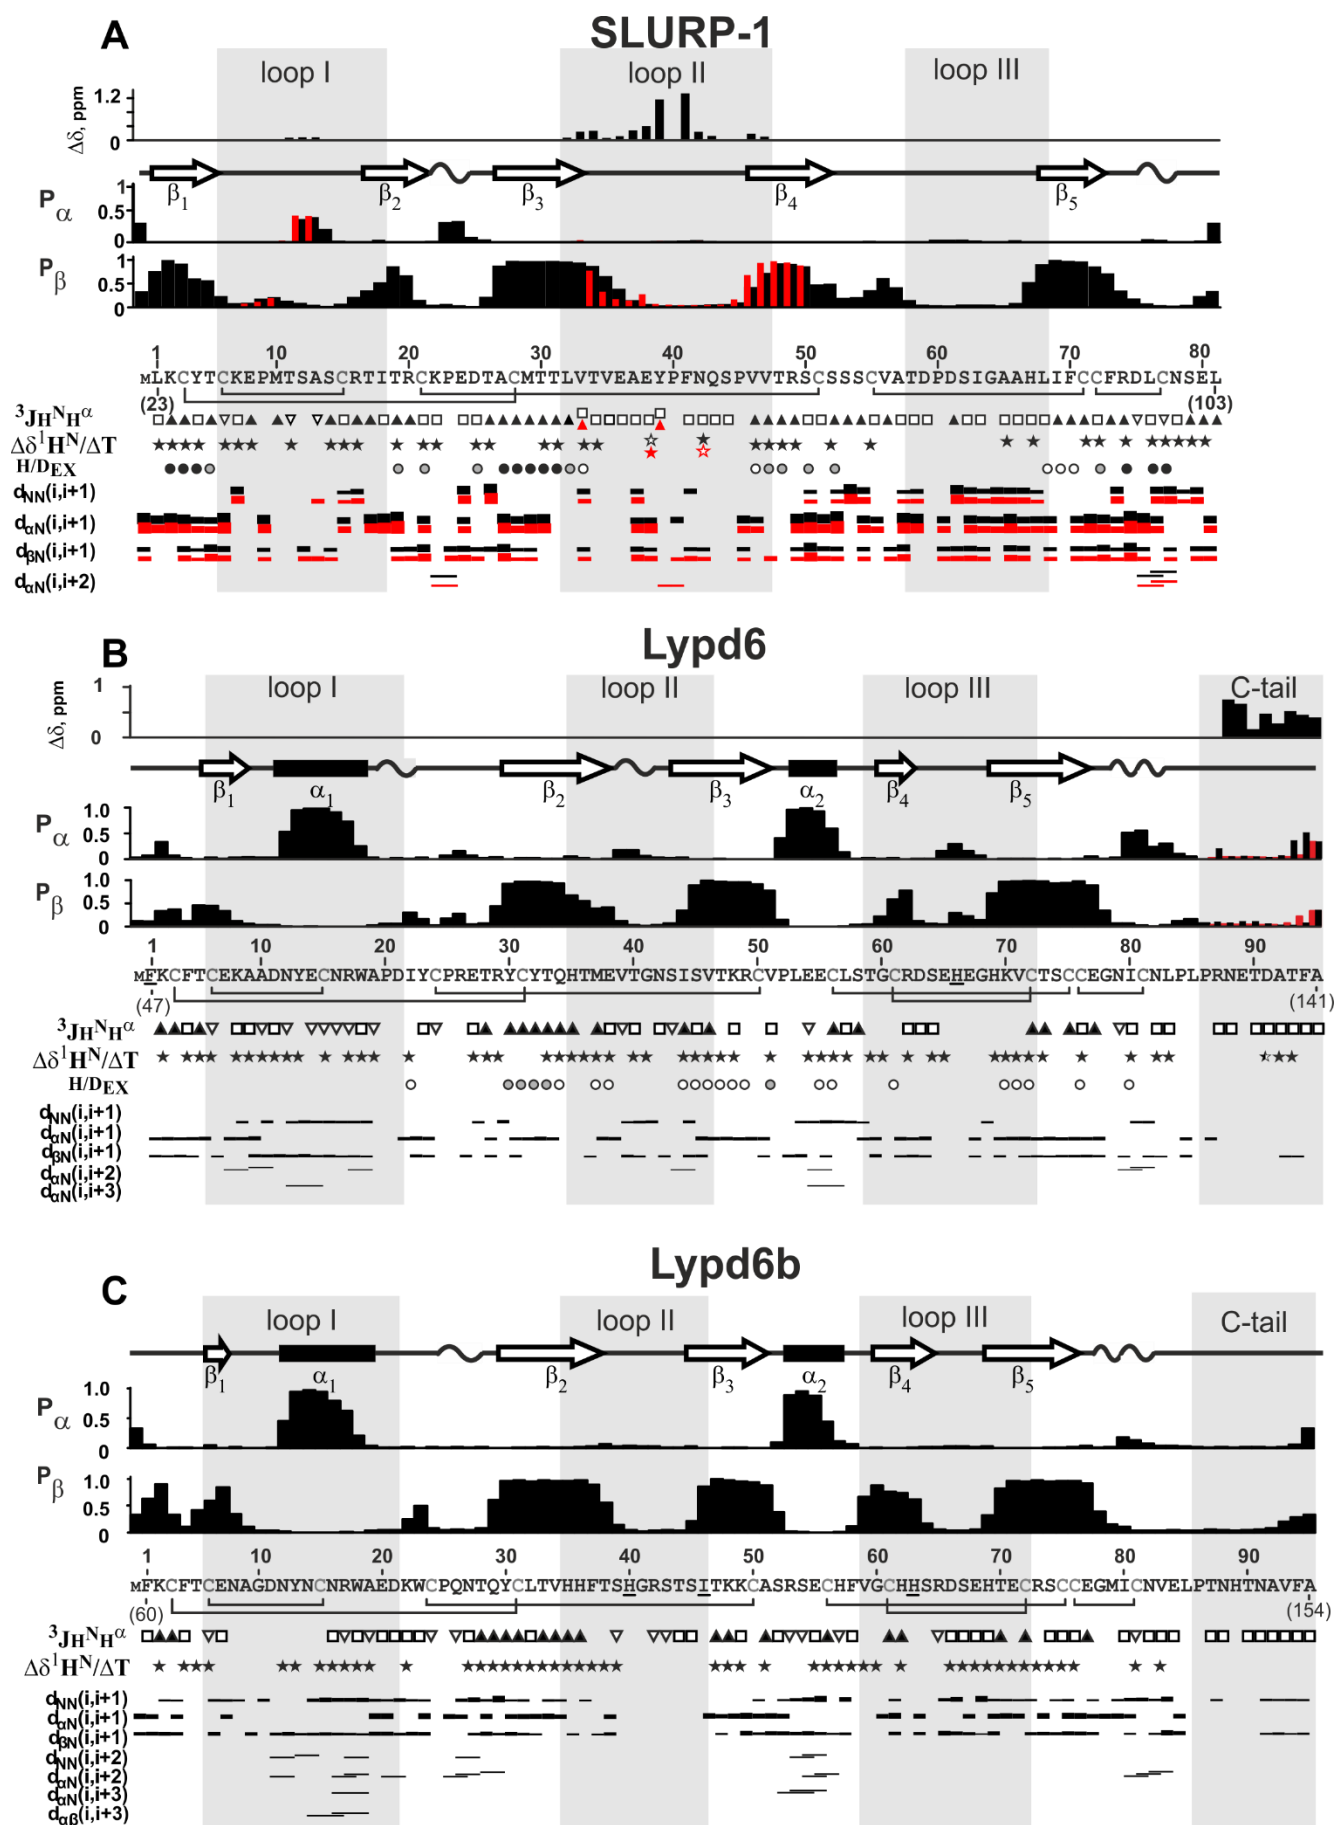 A
SLURP-1
loop I
loop II
loop III
Δδ, ppm
1.2
0
β1
β2
β3
β4
β5
Pα
1
0.5
0
Pβ
1
0.5
0
1 10 20 30 40 50 60 70 80
MLKCYTCKEPMTSASCRTITRCKPEDTACMTTLVTVEAEYPFNQSPVVTRSCSSSCVATDPDSIGAAHLIFCCFRDLCNSEL
(23)
(103)
3JHNHα
Δδ1HN/ΔT
H/DEX
dNN(i,i+1)
dαN(i,i+1)
dβN(i,i+1)
dαN(i,i+2)
B
Lypd6
loop I
loop II
loop III
C-tail
Δδ, ppm
1
0
β1
α1
β2
β3
α2
β4
β5
Pα
1.0
0.5
0
Pβ
1.0
0.5
0
1 10 20 30 40 50 60 70 80 90
MFKCFTCEKAADNYECNRWAPDIYCPRETRYCYTQHTMEVTGNSISVTKRCVPLEECLSTGCRDSEHEGHKVCTSCCEGNICNLPLPRNETDATFA
(47)
(141)
3JHNHα
Δδ1HN/ΔT
H/DEX
dNN(i,i+1)
dαN(i,i+1)
dβN(i,i+1)
dαN(i,i+2)
dαN(i,i+3)
C
Lypd6b
loop I
loop II
loop III
C-tail
β1
α1
β2
β3
α2
β4
β5
Pα
1.0
0.5
0
Pβ
1.0
0.5
0
1 10 20 30 40 50 60 70 80 90
MFKCFTCENAGDNYNCNRWAEDKWCPQNTQYCLTVHHFTSHGRSTSITKKCASRSECHFVGCHHSRDSEHTECRSCCEGMICNVELPTNHTNAVFA
(60)
(154)
3JHNHα
Δδ1HN/ΔT
dNN(i,i+1)
dαN(i,i+1)
dβN(i,i+1)
dNN(i,i+2)
dαN(i,i+2)
dαN(i,i+3)
dαβ(i,i+3)